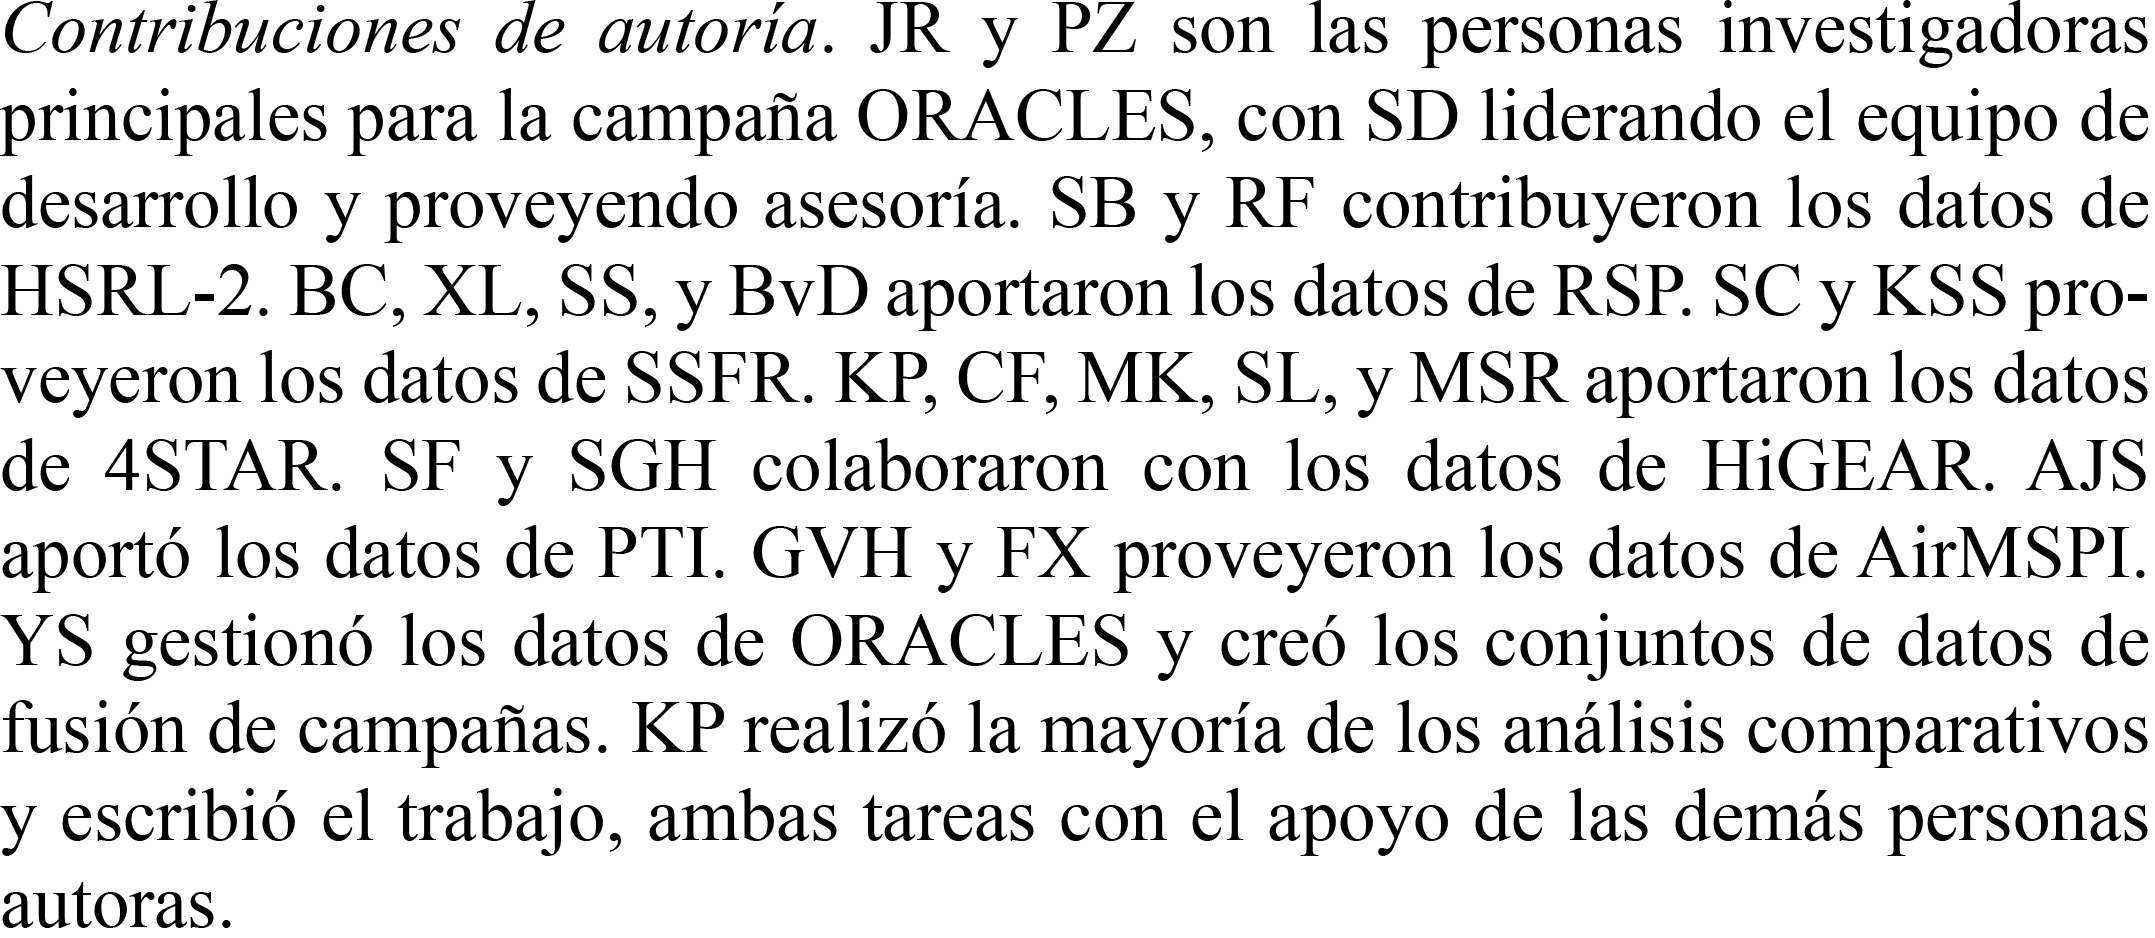 Contribuciones de autoría. JR y PZ son las personas investigadoras
principales para la campaña ORACLES, con SD liderando el equipo de
desarrollo y proveyendo asesoría. SB y RF contribuyeron los datos de
HSRL-2. BC, XL, SS, y BvD aportaron los datos de RSP. SC y KSS pro-
veyeron los datos de SSFR. KP, CF, MK, SL, y MSR aportaron los datos
de 4STAR. SF y SGH colaboraron con los datos de HiGEAR. AJS
aportó los datos de PTI. GVH y FX proveyeron los datos de AirMSPI.
YS gestionó los datos de ORACLES y creó los conjuntos de datos de
fusión de campañas. KP realizó la mayoría de los análisis comparativos
y escribió el trabajo, ambas tareas con el apoyo de las demás personas
autoras.